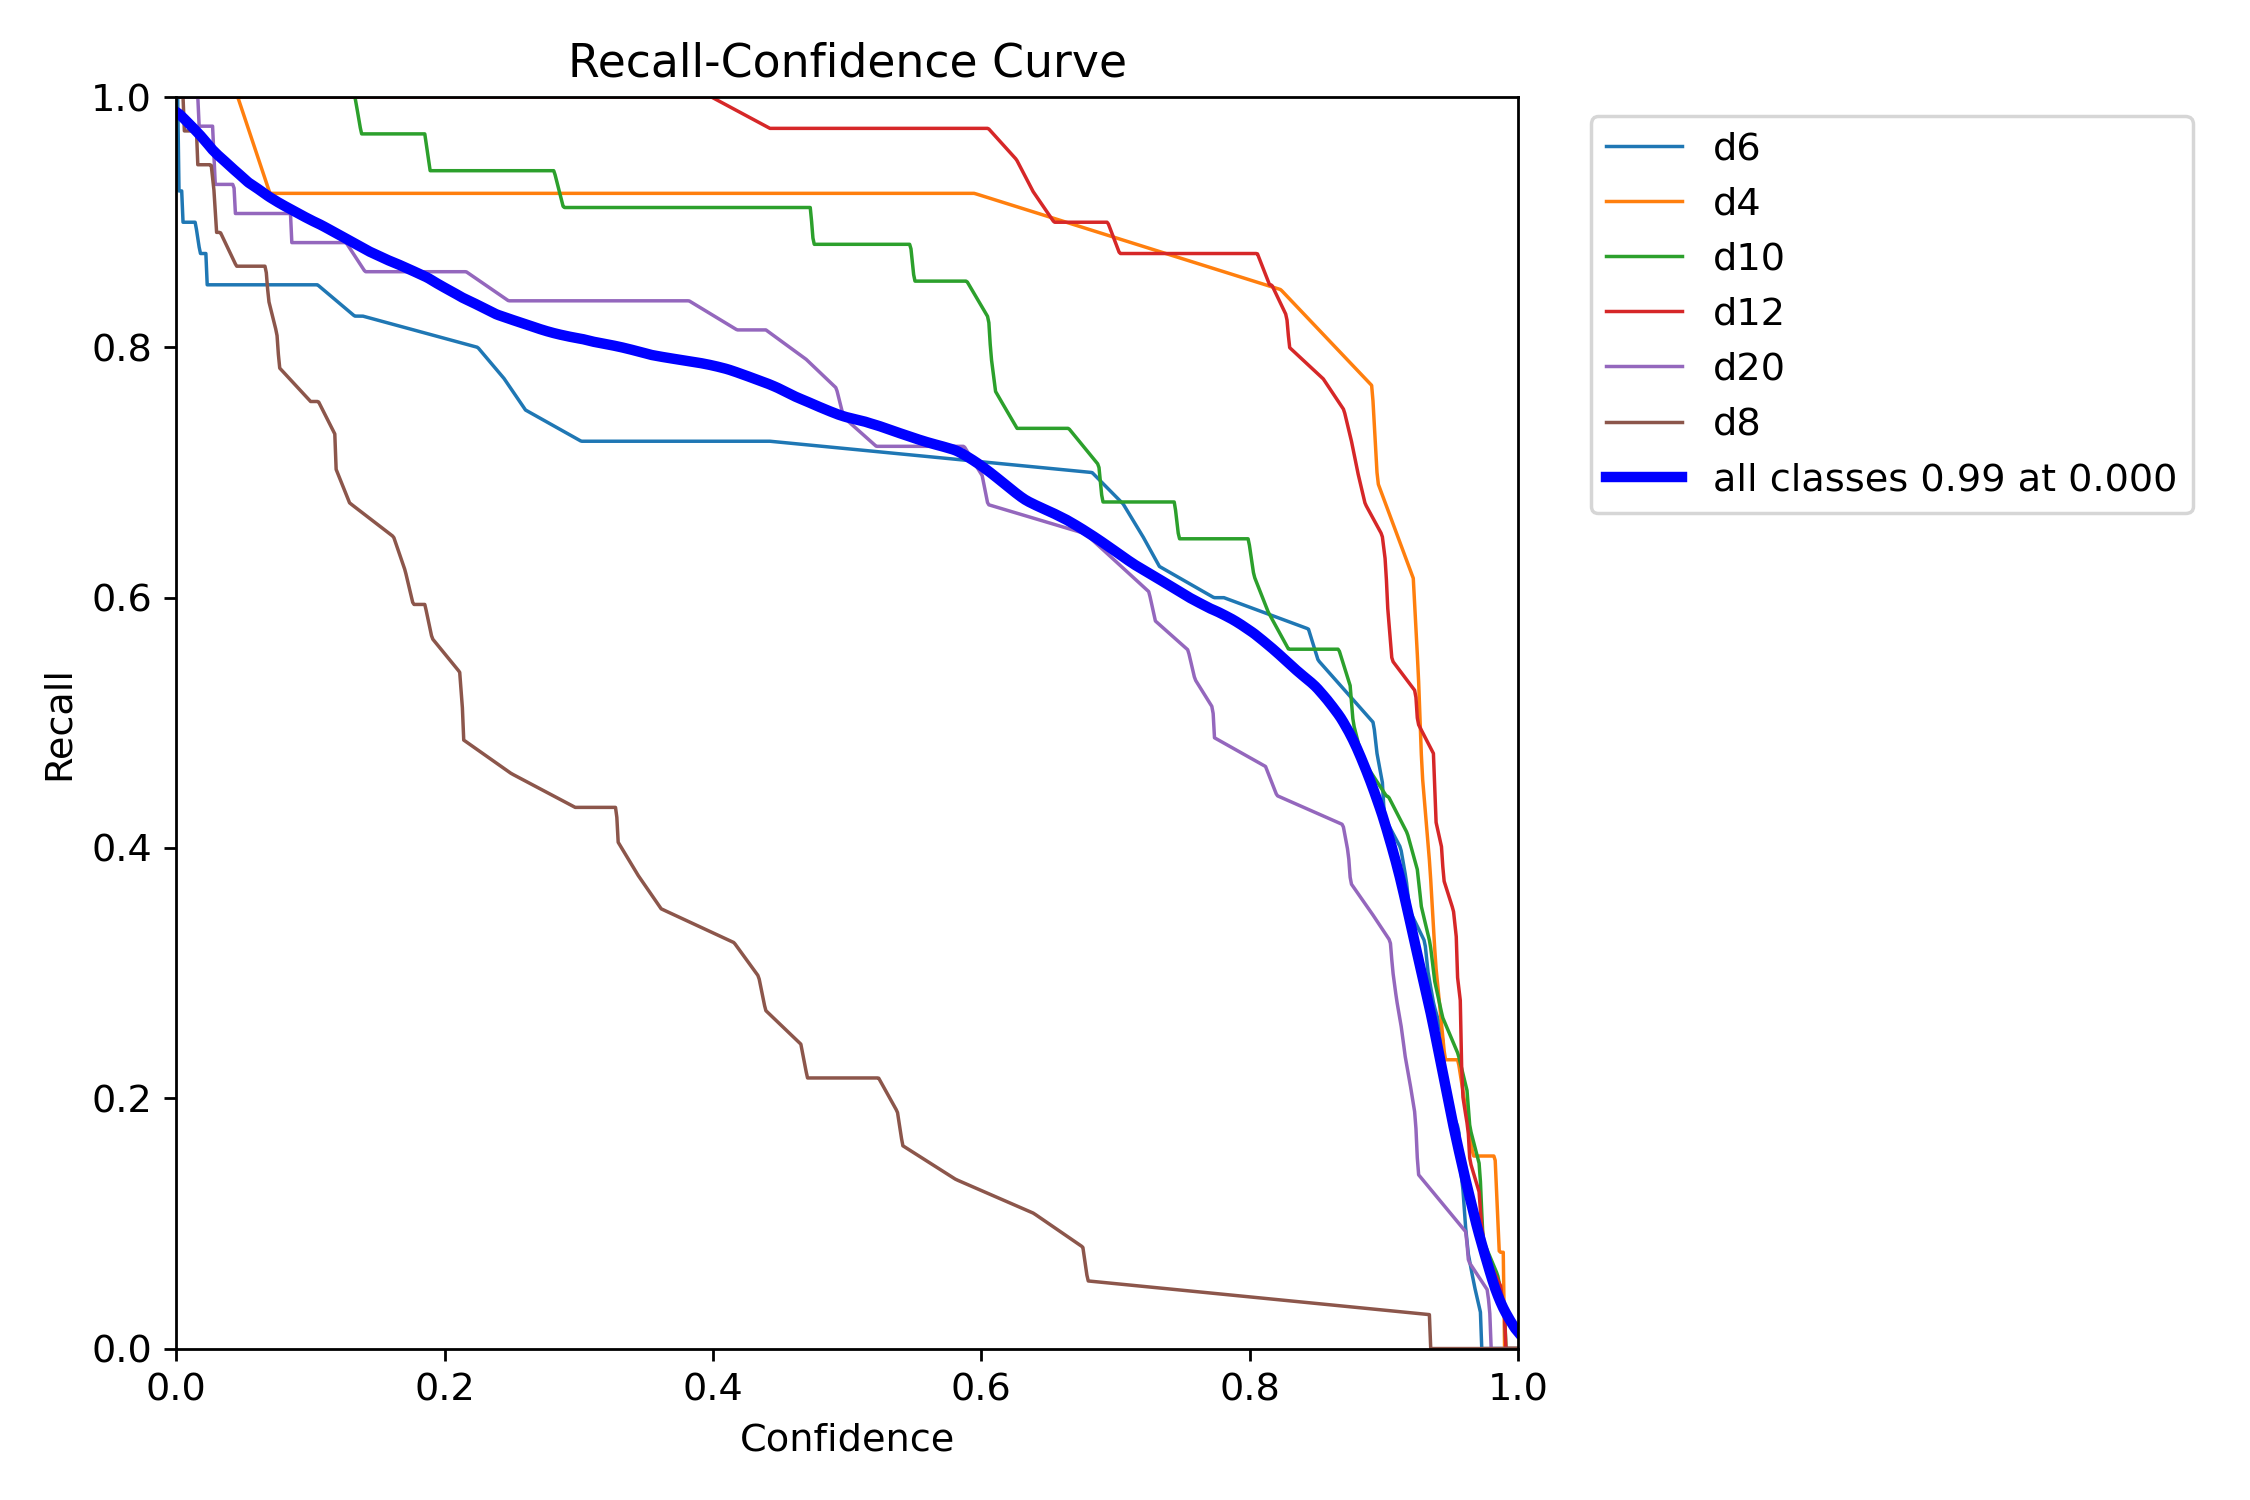 Recall-Confidence Curve
1.0
0.8
0.6
0.4
0.2
0.0
Recall
0.0 0.2 0.4 0.6 0.8 1.0
Confidence
d6
d4
d10
d12
d20
d8
all classes 0.99 at 0.000